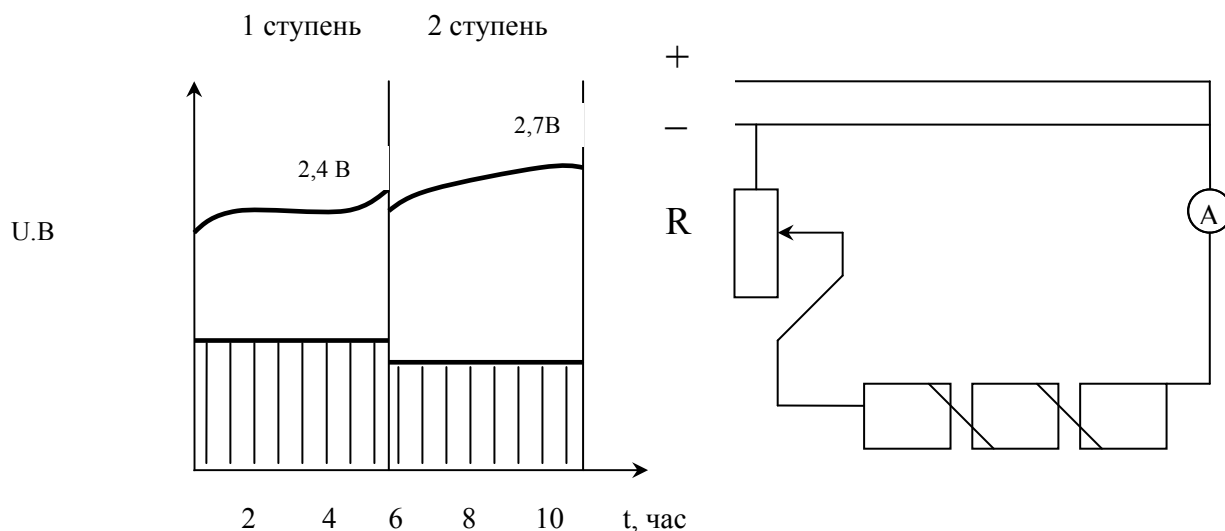 1 ступень 2 ступень
+
–
2,7В
2,4 В
U.В
R
A
2 4 6 8 10 t, час